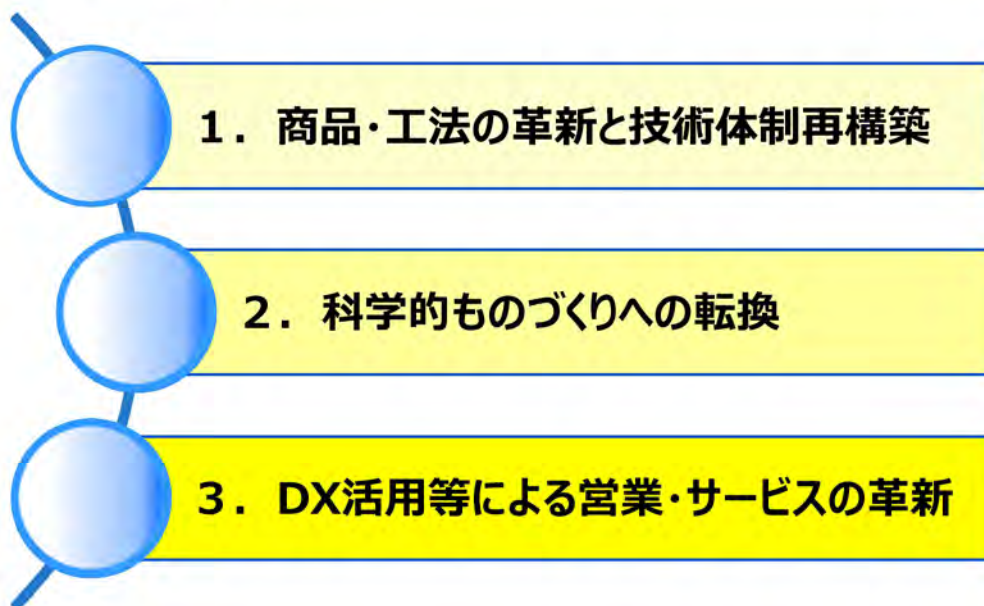 １．商品・工法の革新と技術体制再構築
２．科学的ものづくりへの転換
３．DX活用等による営業・サービスの革新